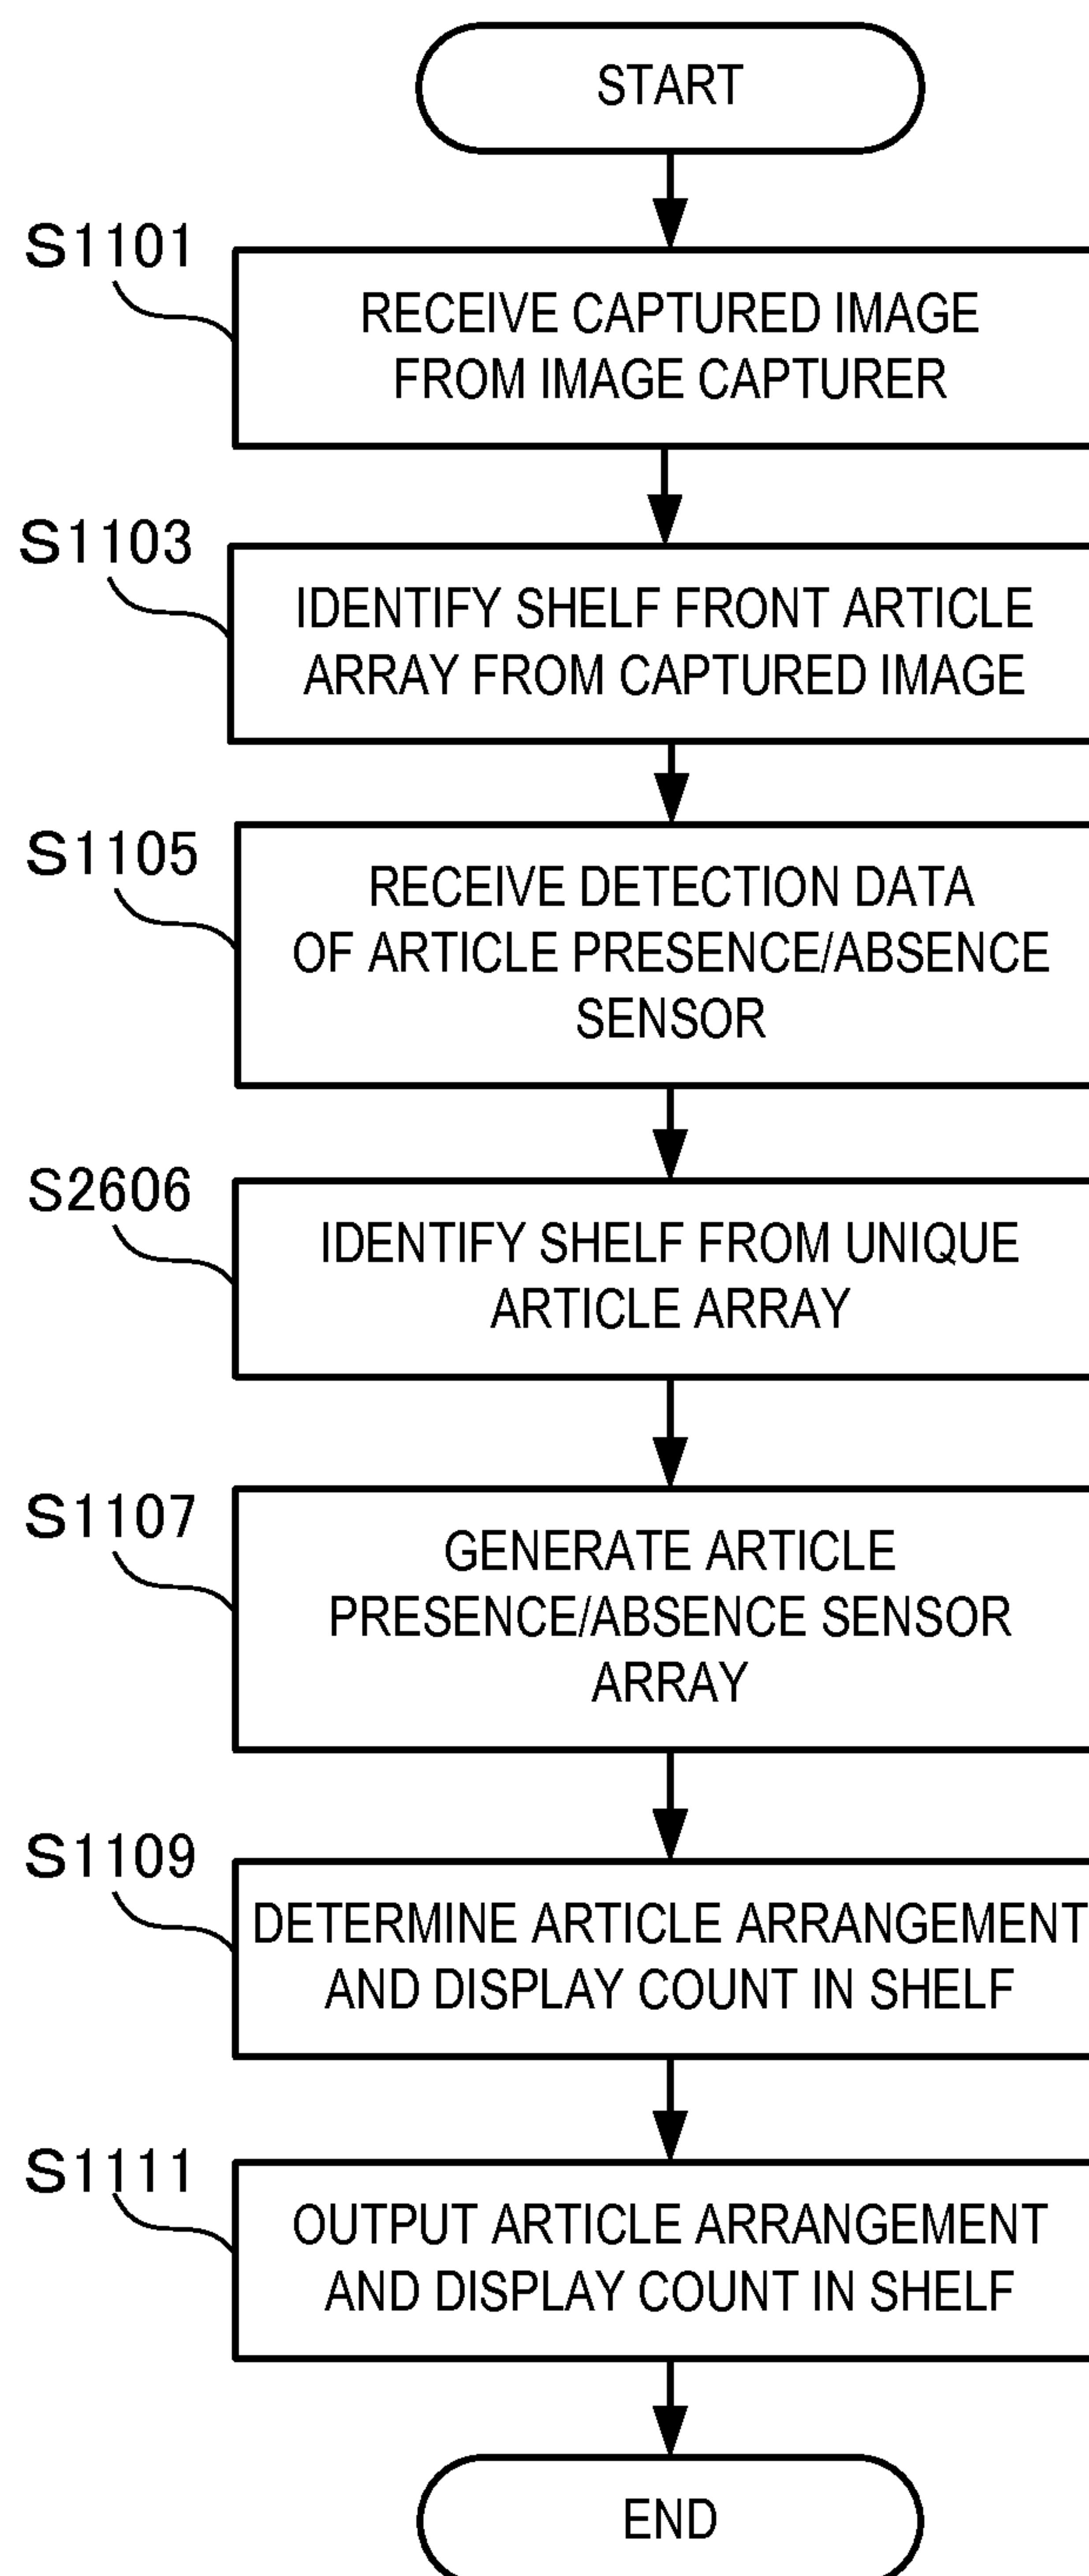 START
S1101
RECEIVE CAPTURED IMAGE
FROM IMAGE CAPTURER
S1103
IDENTIFY SHELF FRONT ARTICLE
ARRAY FROM CAPTURED IMAGE
S1105
RECEIVE DETECTION DATA
OF ARTICLE PRESENCE/ABSENCE
SENSOR
S2606
IDENTIFY SHELF FROM UNIQUE
ARTICLE ARRAY
S1107
GENERATE ARTICLE
PRESENCE/ABSENCE SENSOR
ARRAY
S1109
DETERMINE ARTICLE ARRANGEMENT
AND DISPLAY COUNT IN SHELF
S1111
OUTPUT ARTICLE ARRANGEMENT
AND DISPLAY COUNT IN SHELF
END